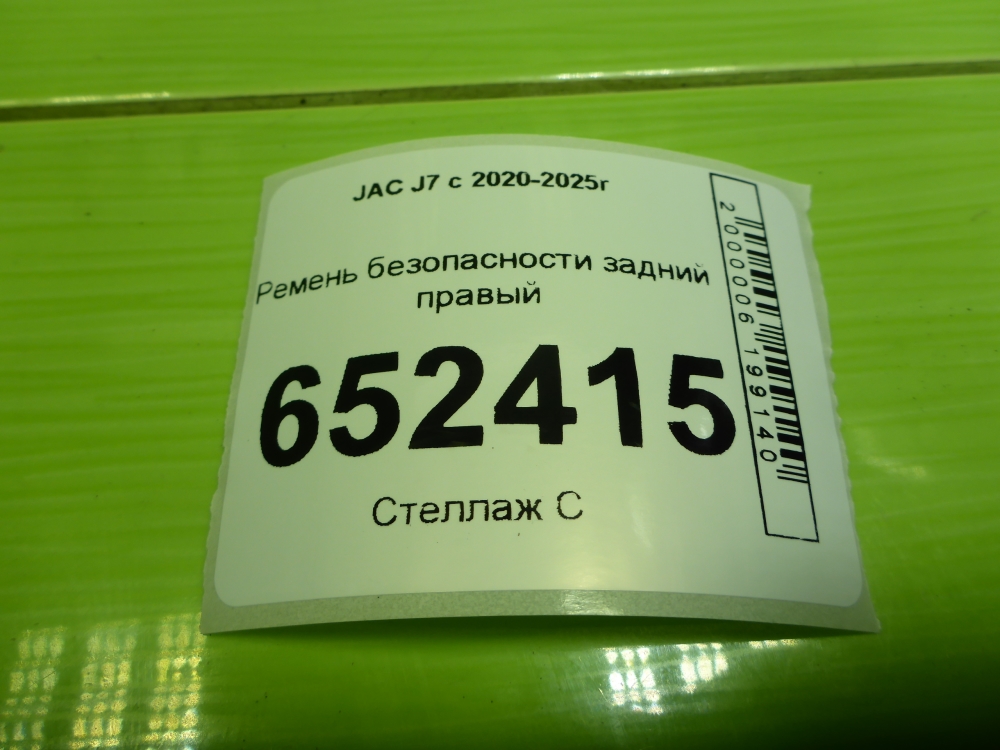 JAC J7 с 2020-2025г
Ремень безопасности задний
правый
652415
Стеллаж С
2000006199140